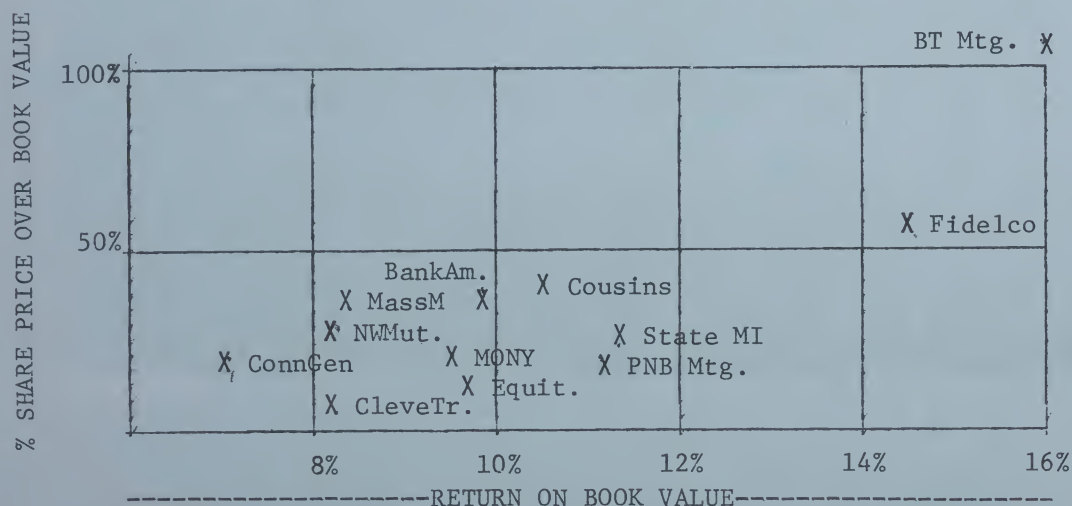 % SHARE PRICE OVER BOOK VALUE
BT Mtg. X
100%
X Fidelco
50%
BankAm.
X Cousins
X MassM X
X NWMut.
X State MI
X ConnGen
X MONY
X PNB Mtg.
X Equit.
X CleveTr.
8% 10% 12% 14% 16%
--------------------RETURN ON BOOK VALUE--------------------